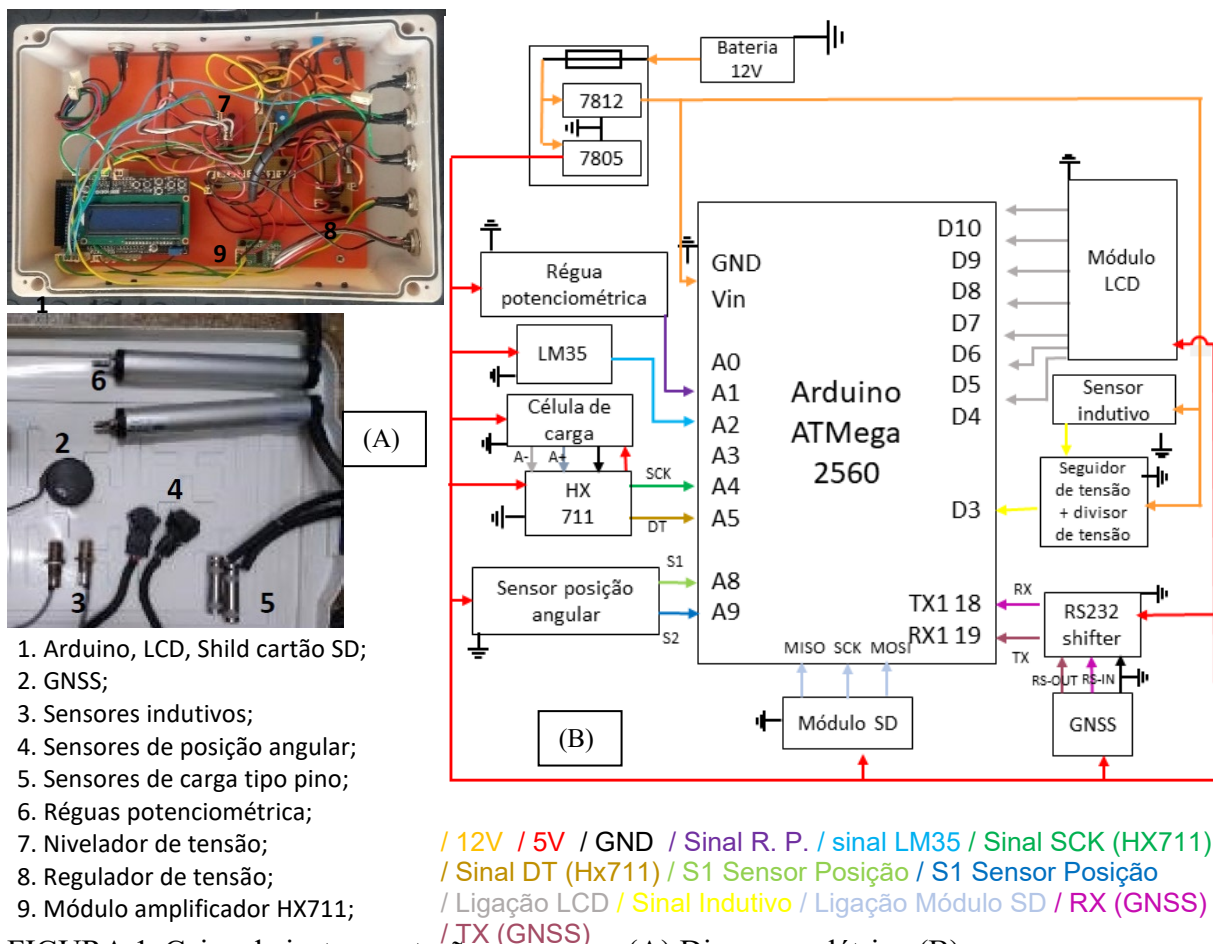 7
8
9
1
6
2
4
3
5
(A)
1. Arduino, LCD, Shild cartão SD;
2. GNSS;
3. Sensores indutivos;
4. Sensores de posição angular;
5. Sensores de carga tipo pino;
6. Réguas potenciométrica;
7. Nivelador de tensão;
8. Regulador de tensão;
9. Módulo amplificador HX711;
Bateria
12V
7812
7805
Régua
potenciométrica
LM35
Célula de
carga
A-
A+
HX
711
SCK
DT
Sensor posição
angular
S1
S2
GND
Vin
A0
A1
A2
A3
A4
A5
A8
A9
Arduino
ATMega
2560
D10
D9
D8
D7
D6
D5
D4
D3
TX1 18
RX1 19
MISO SCK MOSI
Módulo
LCD
Sensor
indutivo
Seguidor
de tensão
+ divisor
de tensão
RX
TX
RS232
shifter
RS-OUT RS-IN
GNSS
Módulo SD
(B)
/ 12V / 5V / GND / Sinal R. P. / sinal LM35 / Sinal SCK (HX711)
/ Sinal DT (Hx711) / S1 Sensor Posição / S1 Sensor Posição
/ Ligação LCD / Sinal Indutivo / Ligação Módulo SD / RX (GNSS)
/ TX (GNSS)
FIGURA 1. Caixa de instrumentação (A) Diagrama elétrico (B)